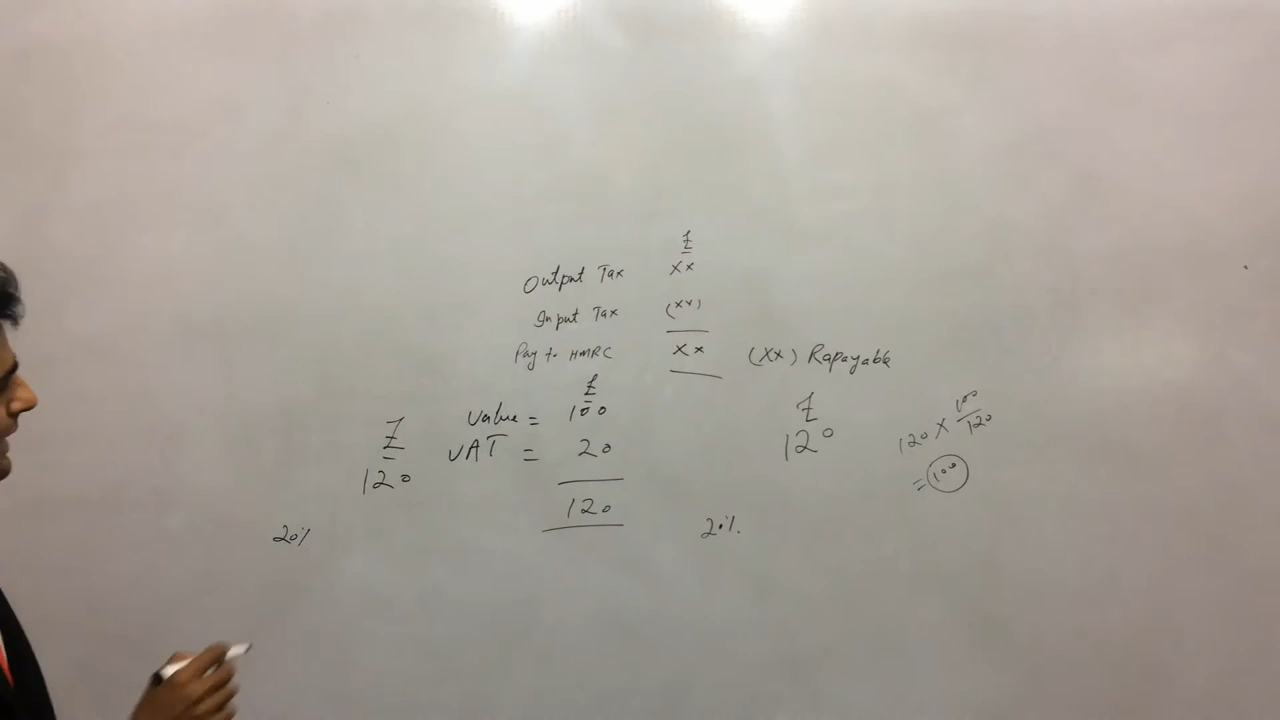 £
Output Tax xx
Input Tax (xx)
Pay to HMRC xx (xx) Rapayable
£
value = 100
VAT = 20
120
£
120
20%
£
120
20%.
120 x 100/120
= 100